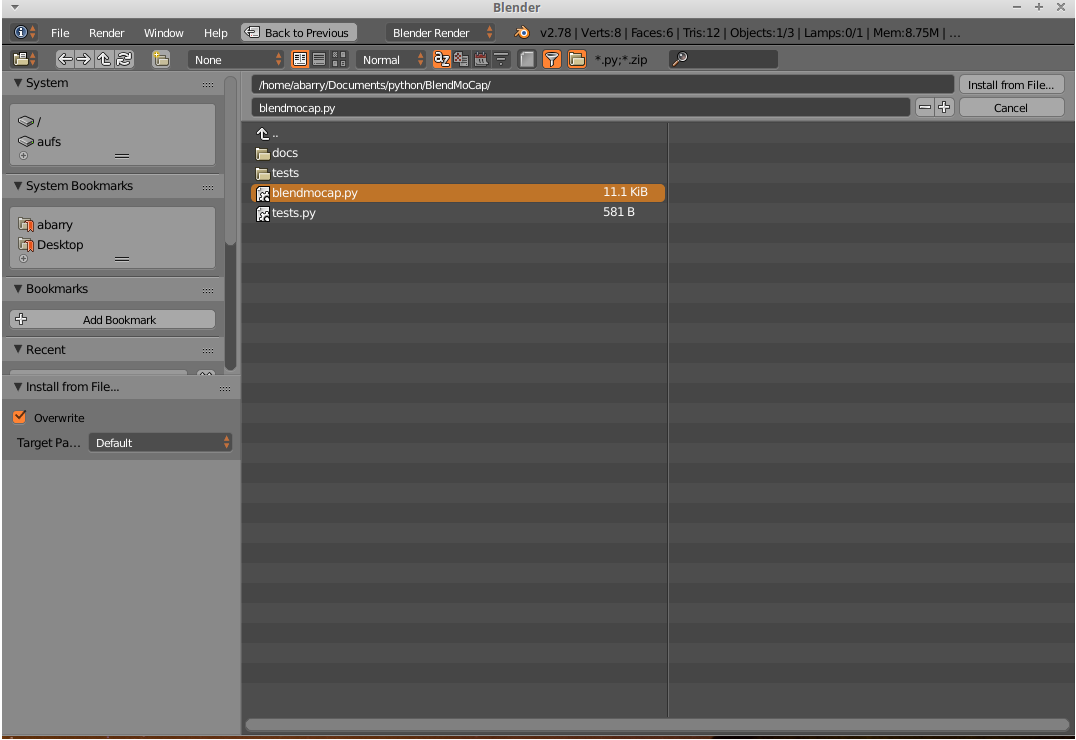 Blender
File Render Window Help Back to Previous Blender Render v2.78 | Verts:8 | Faces:6 | Tris:12 | Objects:1/3 | Lamps:0/1 | Mem:8.75M | ...
None Normal *.py;*.zip
System
/
aufs
System Bookmarks
abarry
Desktop
Bookmarks
Add Bookmark
Recent
Install from File...
Overwrite
Target Pa... Default
/home/abarry/Documents/python/BlendMoCap/ Install from File...
blendmocap.py Cancel
..
docs
tests
blendmocap.py 11.1 KiB
tests.py 581 B